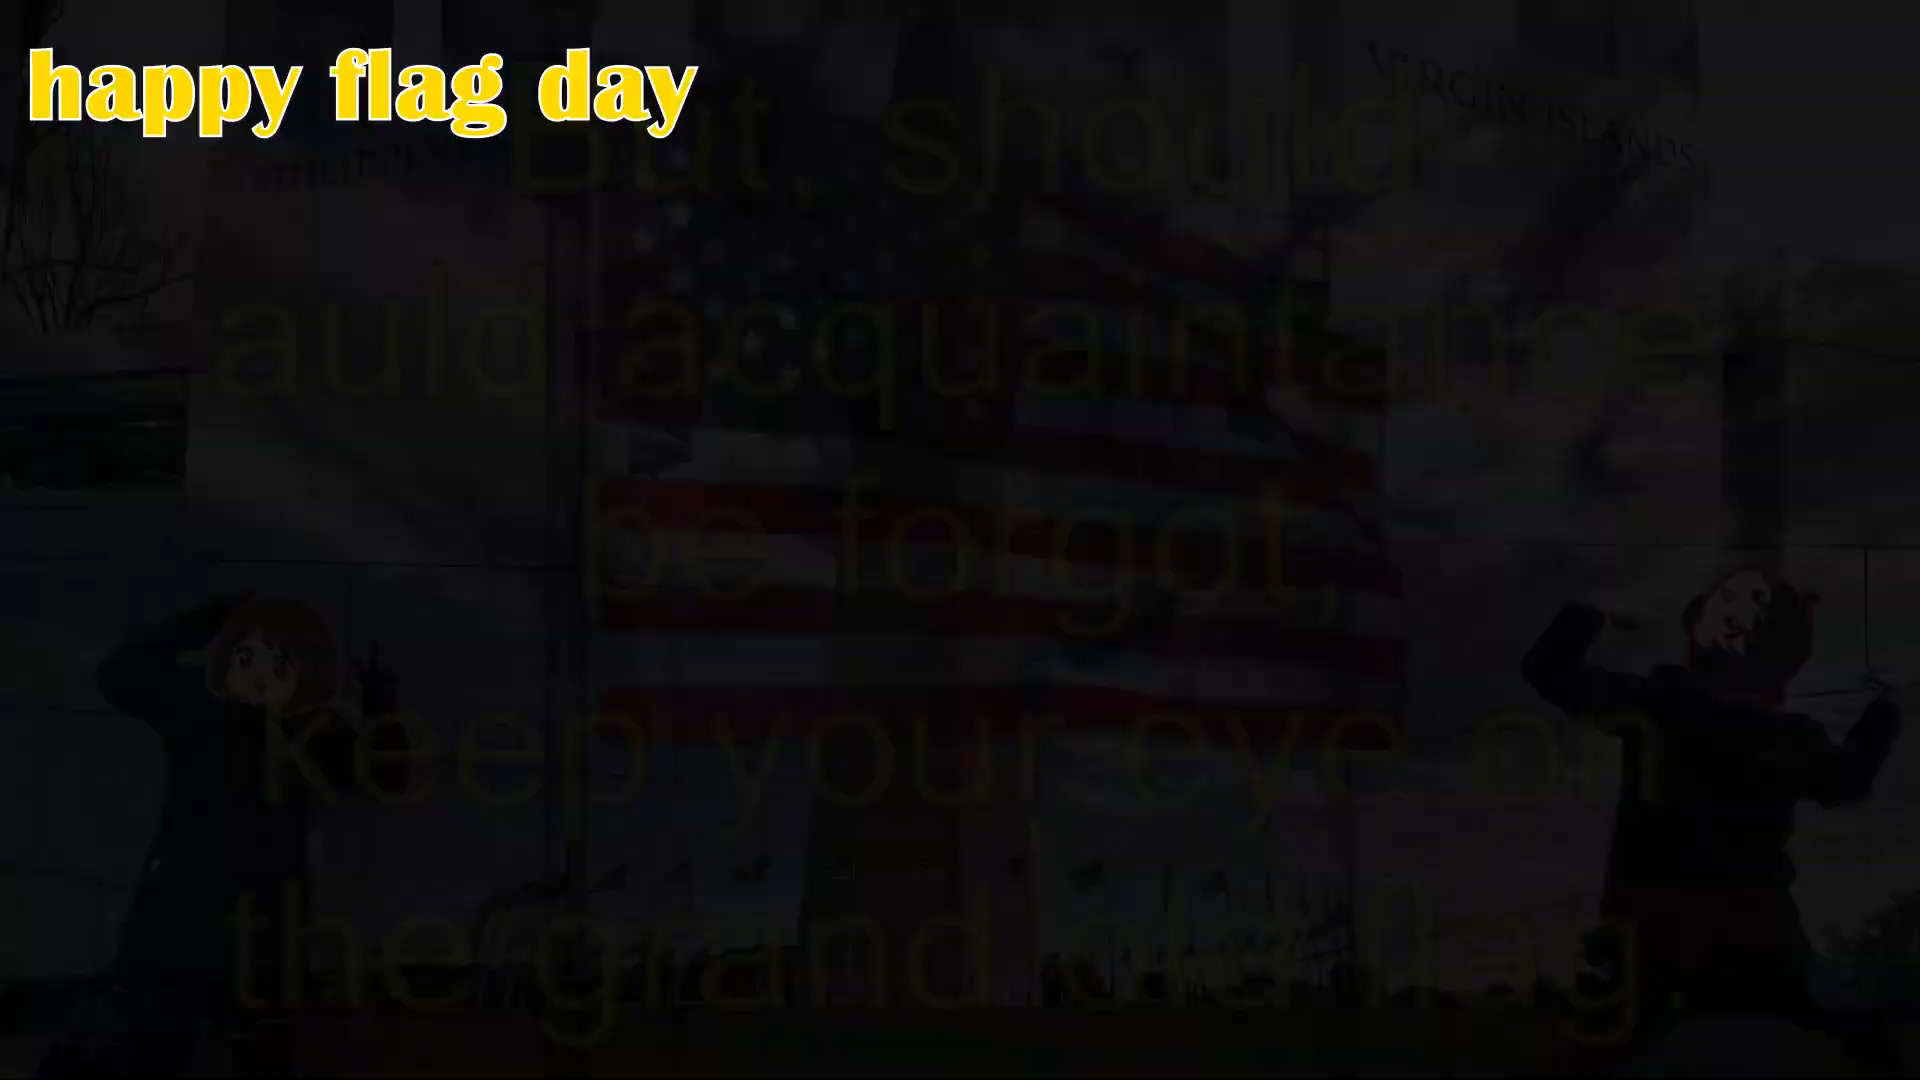 happy flag day
VIRGIN ISLANDS
But, should
auld acquaintance
be forgot,
keep your eye on
the grand old flag.